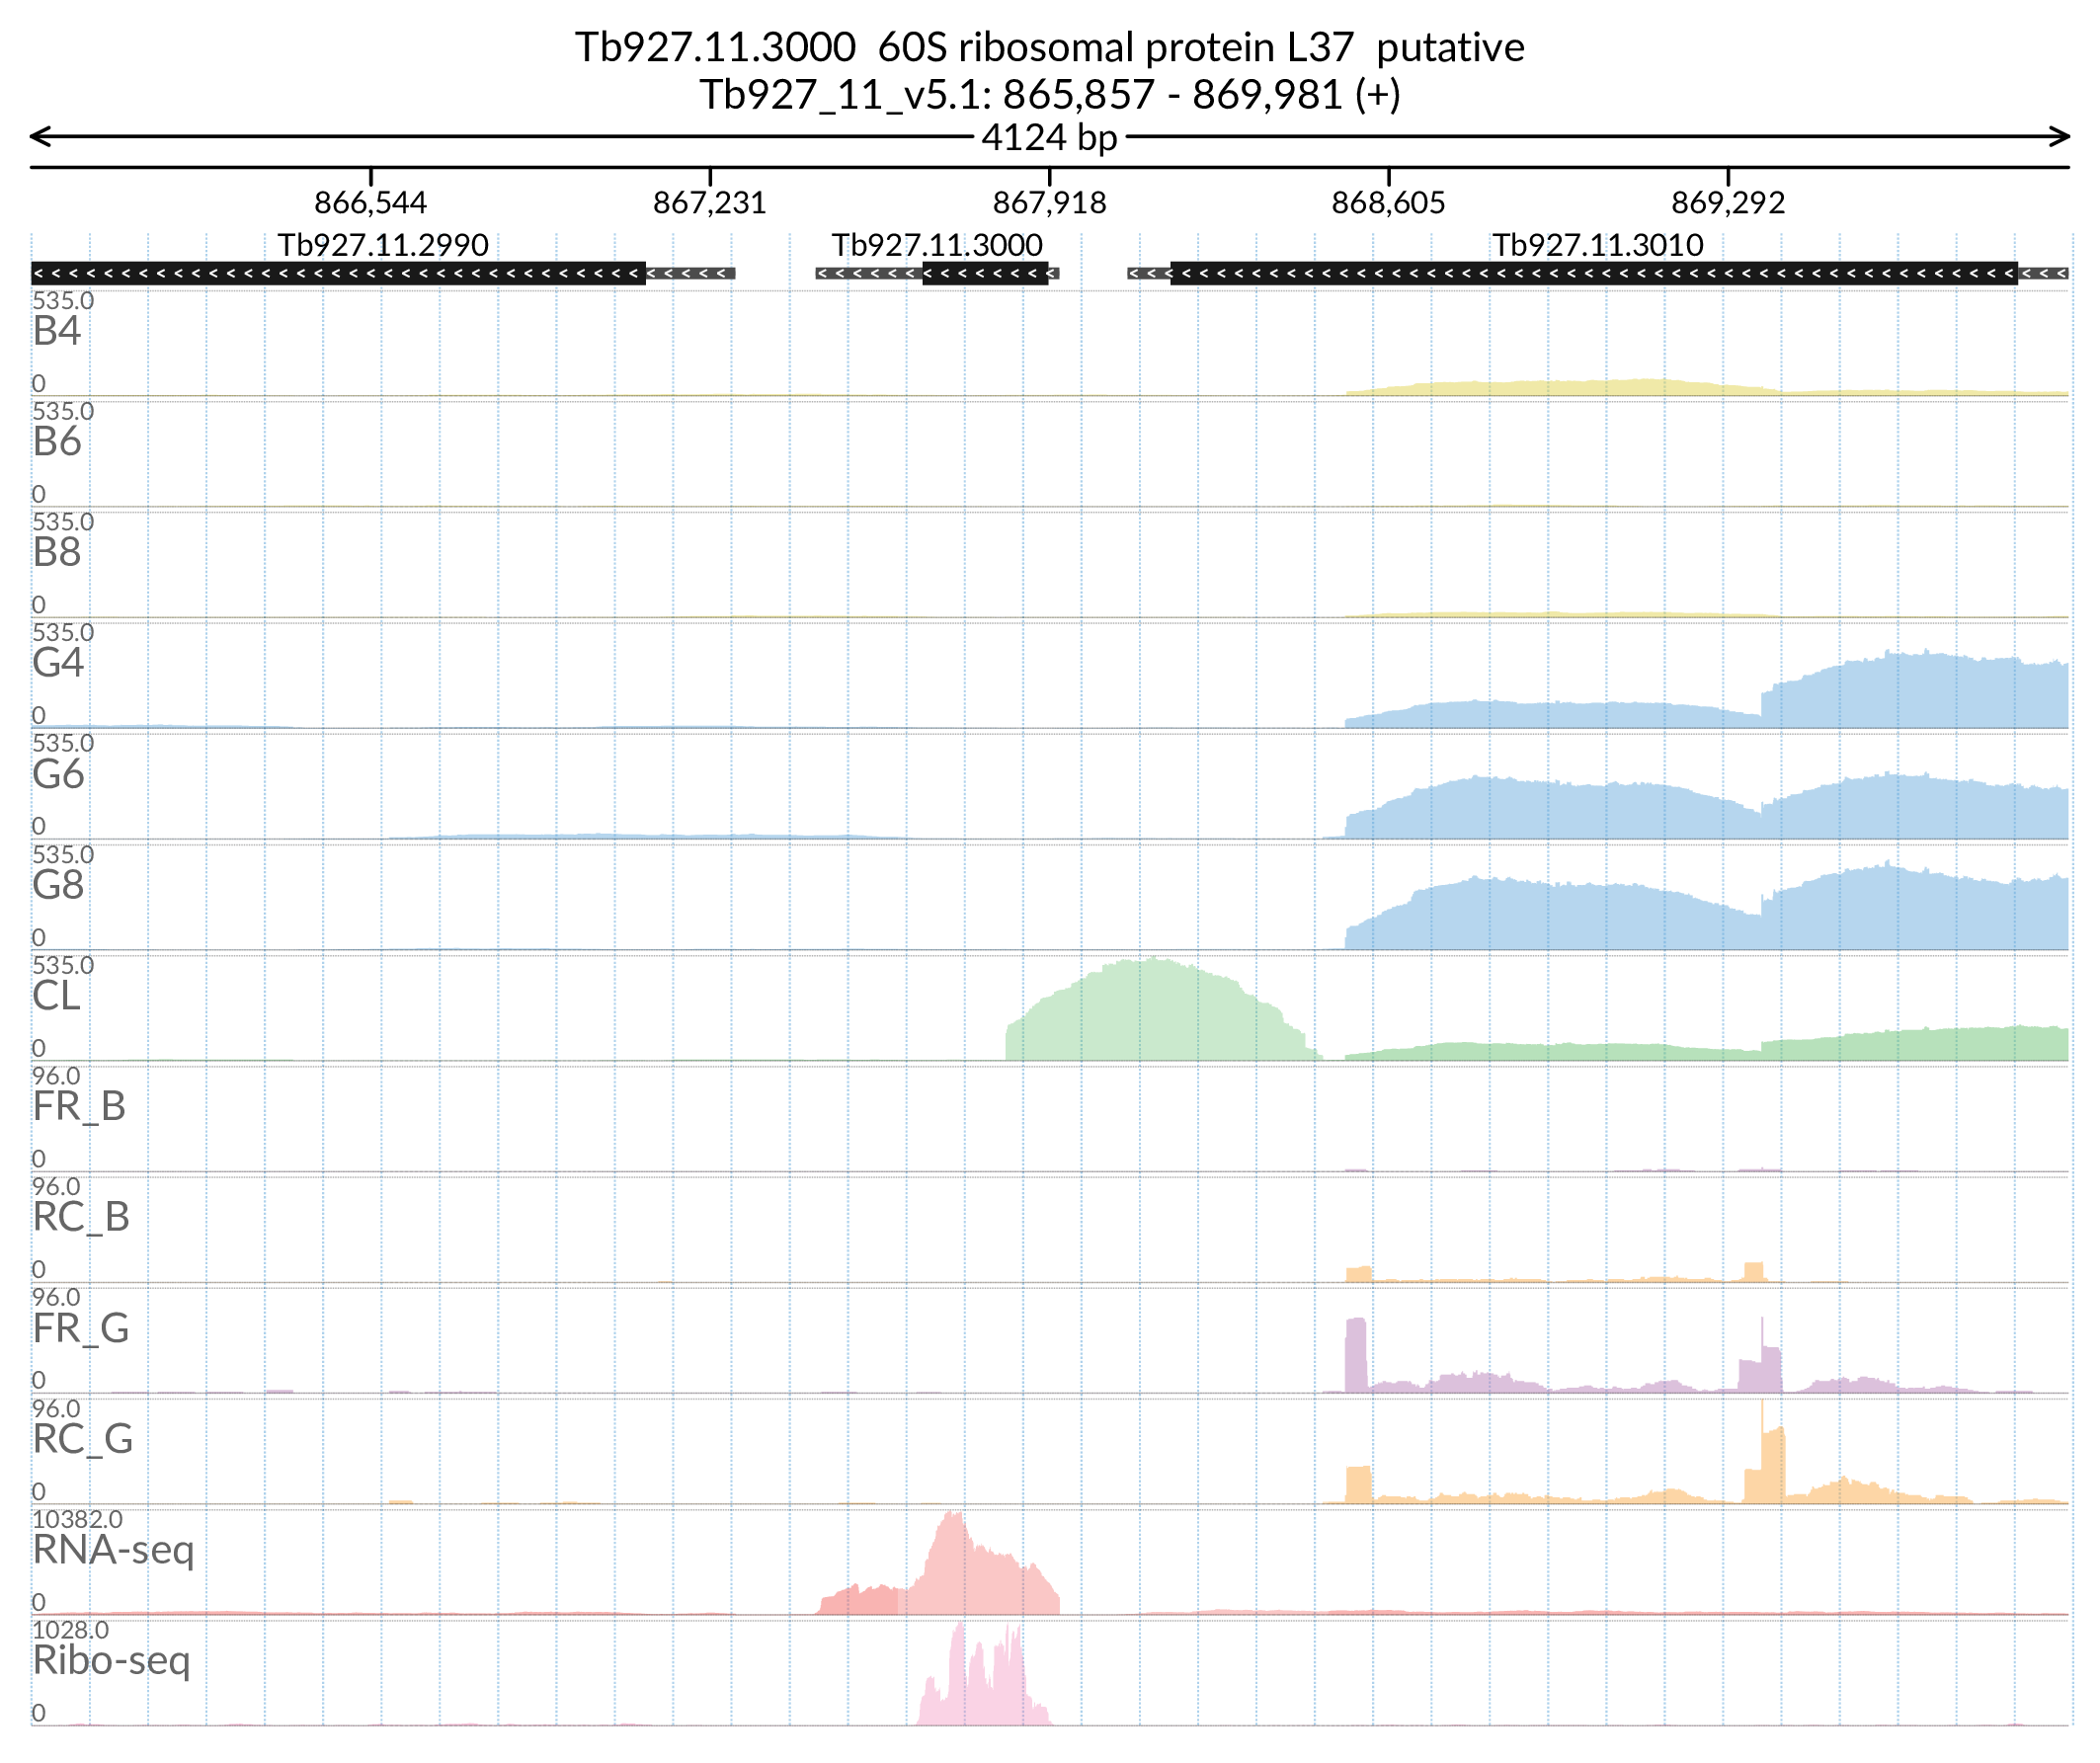 Tb927.11.3000  60S ribosomal protein L37  putative
Tb927_11_v5.1: 865,857 - 869,981 (+)
4124 bp
866,544 867,231 867,918 868,605 869,292
Tb927.11.2990 Tb927.11.3000 Tb927.11.3010
535.0
B4
0
535.0
B6
0
535.0
B8
0
535.0
G4
0
535.0
G6
0
535.0
G8
0
535.0
CL
0
96.0
FR_B
0
96.0
RC_B
0
96.0
FR_G
0
96.0
RC_G
0
10382.0
RNA-seq
0
1028.0
Ribo-seq
0